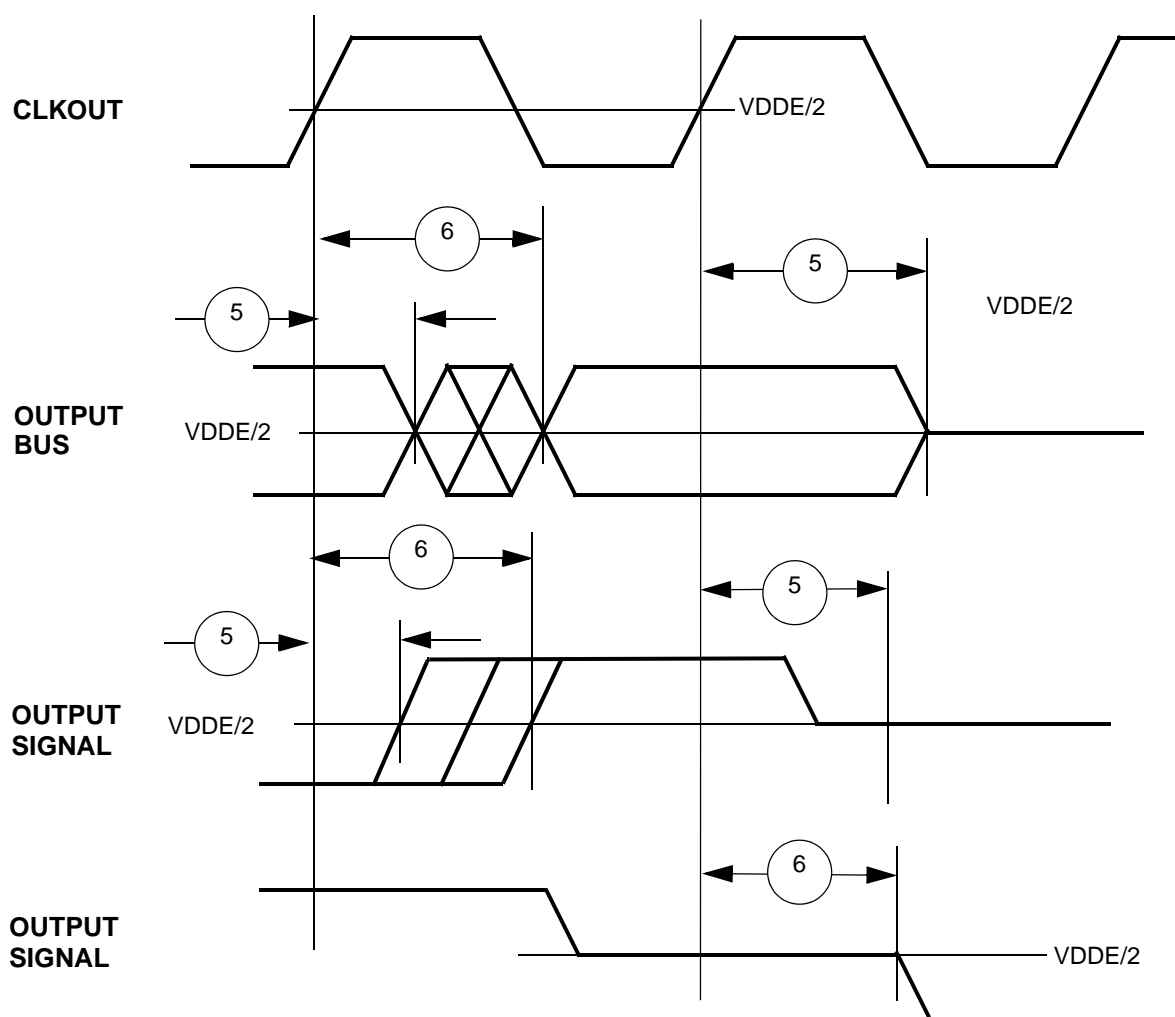 CLKOUT
VDDE/2
6
5
5
VDDE/2
OUTPUT
BUS
VDDE/2
6
5
5
OUTPUT
SIGNAL
VDDE/2
6
OUTPUT
SIGNAL
VDDE/2